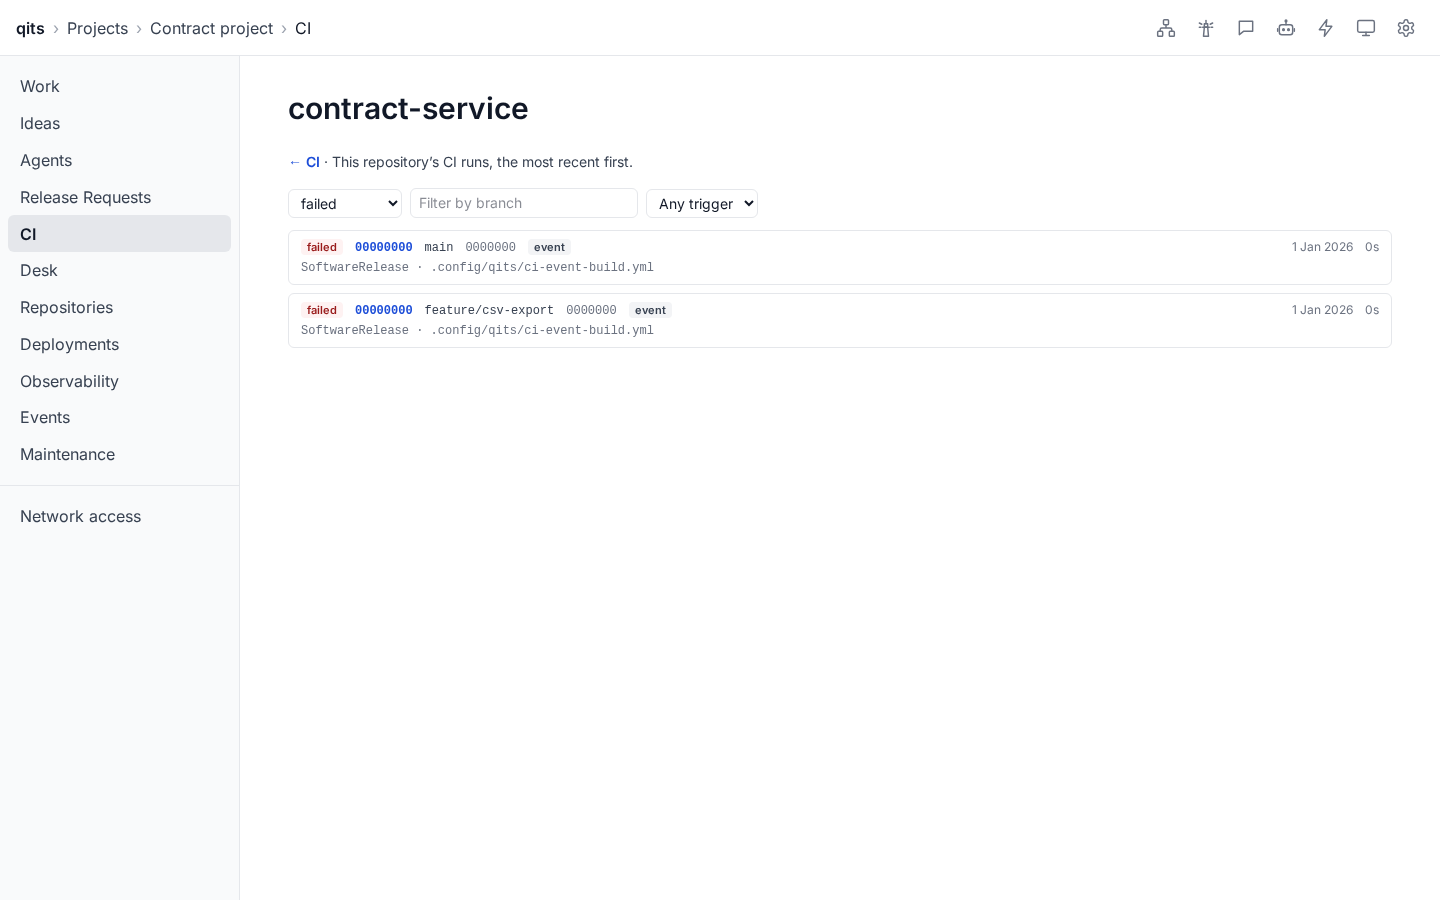 qits › Projects › Contract project › CI
Work
Ideas
Agents
Release Requests
CI
Desk
Repositories
Deployments
Observability
Events
Maintenance
Network access
contract-service
← CI · This repository’s CI runs, the most recent first.
failed Filter by branch Any trigger
failed 00000000 main 0000000 event 1 Jan 2026 0s
SoftwareRelease · .config/qits/ci-event-build.yml
failed 00000000 feature/csv-export 0000000 event 1 Jan 2026 0s
SoftwareRelease · .config/qits/ci-event-build.yml